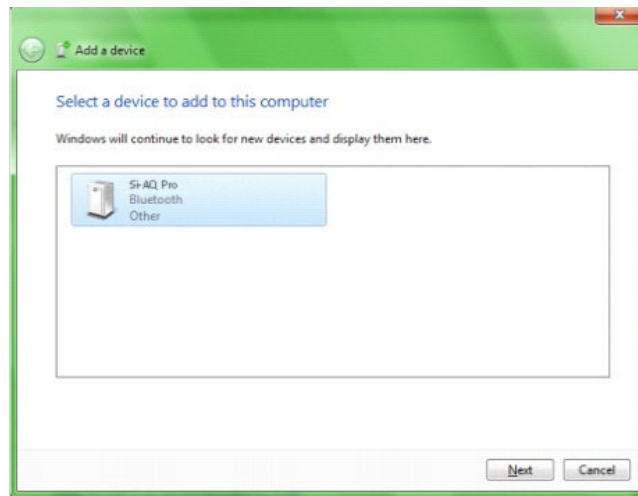 Add a device
Select a device to add to this computer
Windows will continue to look for new devices and display them here.
Si-AQ Pro
Bluetooth
Other
Next
Cancel